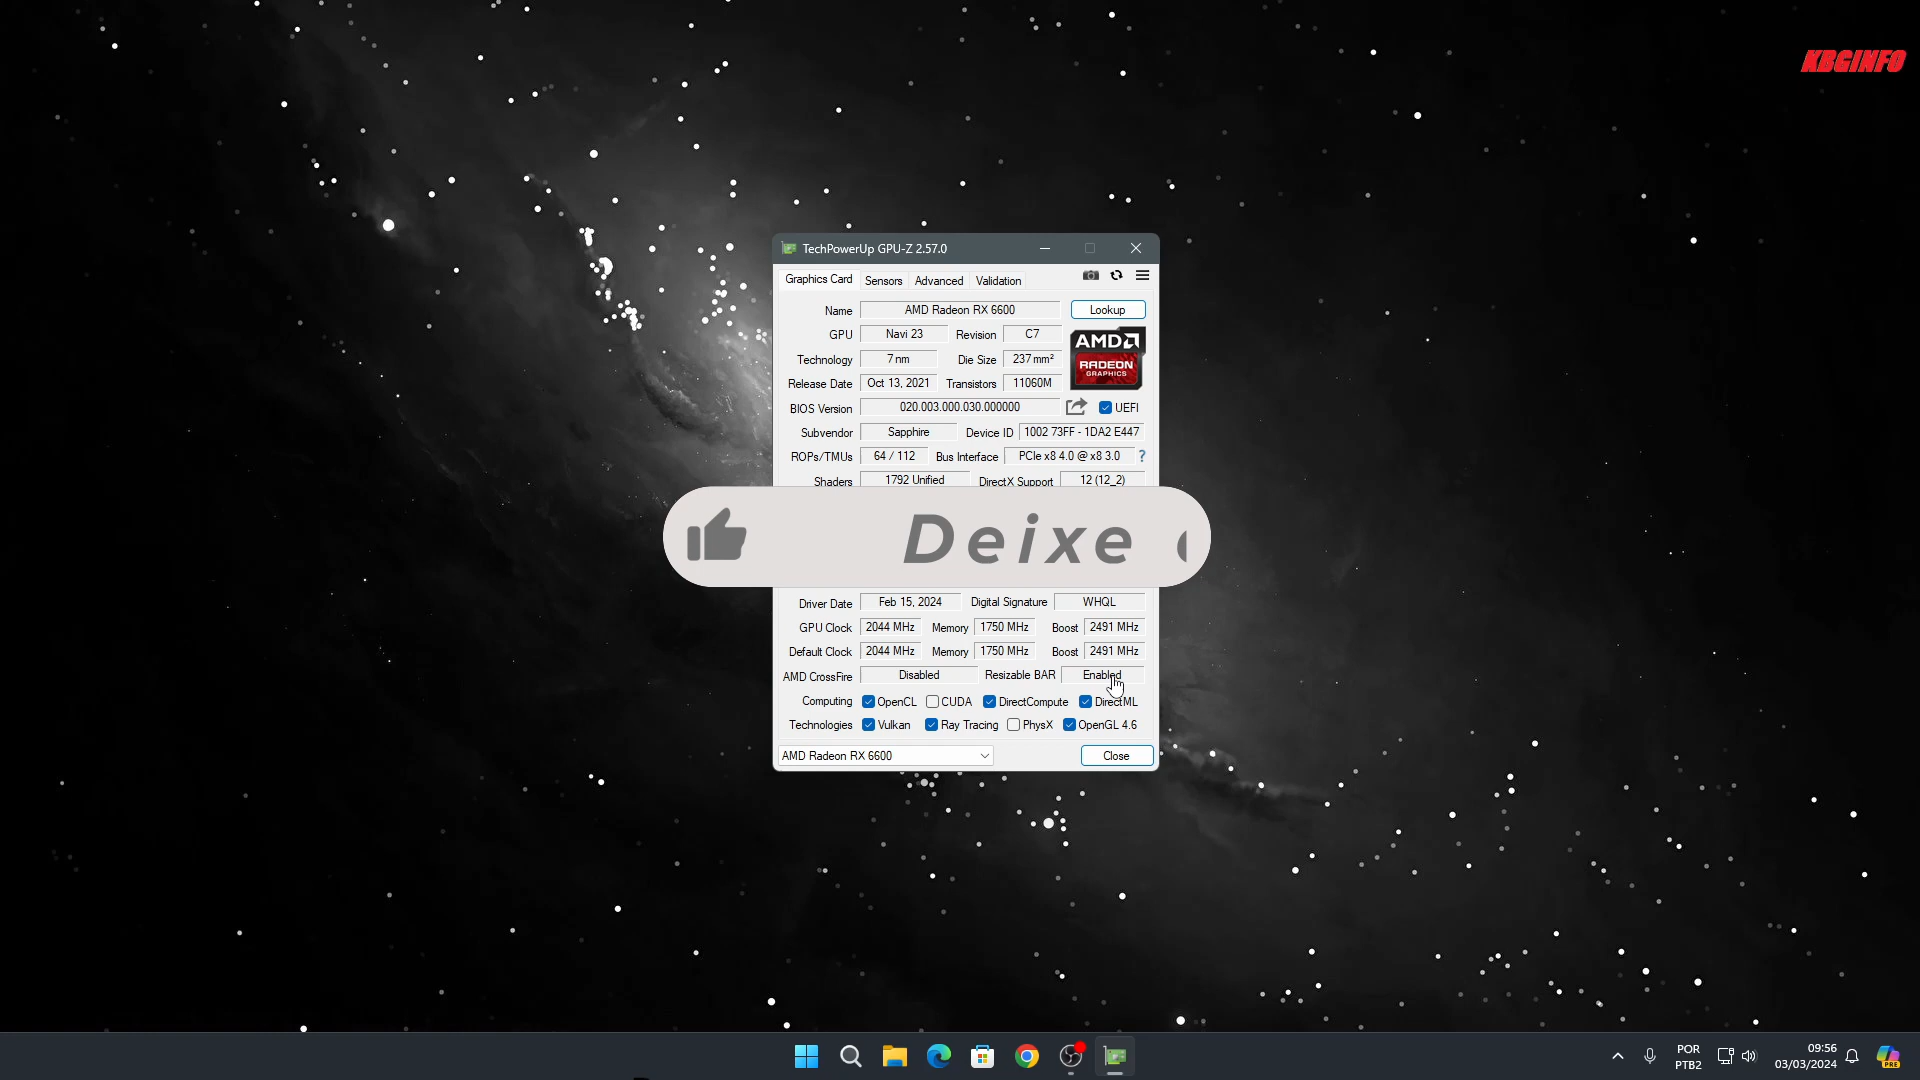 KBGINFO
TechPowerUp GPU-Z 2.57.0
Graphics Card Sensors Advanced Validation
Name AMD Radeon RX 6600 Lookup
GPU Navi 23 Revision C7
AMD
RADEON
GRAPHICS
Technology 7 nm Die Size 237 mm²
Release Date Oct 13, 2021 Transistors 11060M
BIOS Version 020.003.000.030.000000 UEFI
Subvendor Sapphire Device ID 1002 73FF - 1DA2 E447
ROPs/TMUs 64 / 112 Bus Interface PCIe x8 4.0 @ x8 3.0 ?
Shaders 1792 Unified DirectX Support 12 (12_2)
Deixe
Driver Date Feb 15, 2024 Digital Signature WHQL
GPU Clock 2044 MHz Memory 1750 MHz Boost 2491 MHz
Default Clock 2044 MHz Memory 1750 MHz Boost 2491 MHz
AMD CrossFire Disabled Resizable BAR Enabled
Computing OpenCL CUDA DirectCompute DirectML
Technologies Vulkan Ray Tracing PhysX OpenGL 4.6
AMD Radeon RX 6600 Close
POR
PTB2
09:56
03/03/2024
PRE